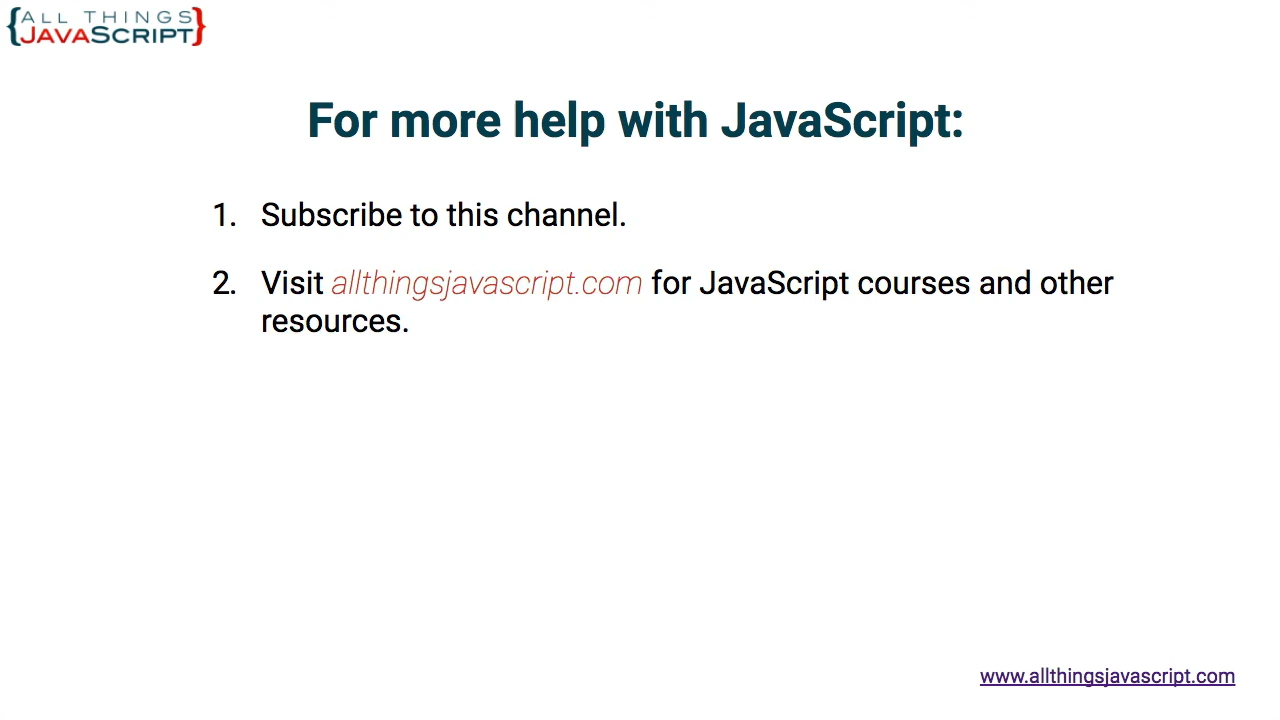 {ALL THINGS
JAVASCRIPT}
For more help with JavaScript:
1. Subscribe to this channel.
2. Visit allthingsjavascript.com for JavaScript courses and other
resources.
www.allthingsjavascript.com